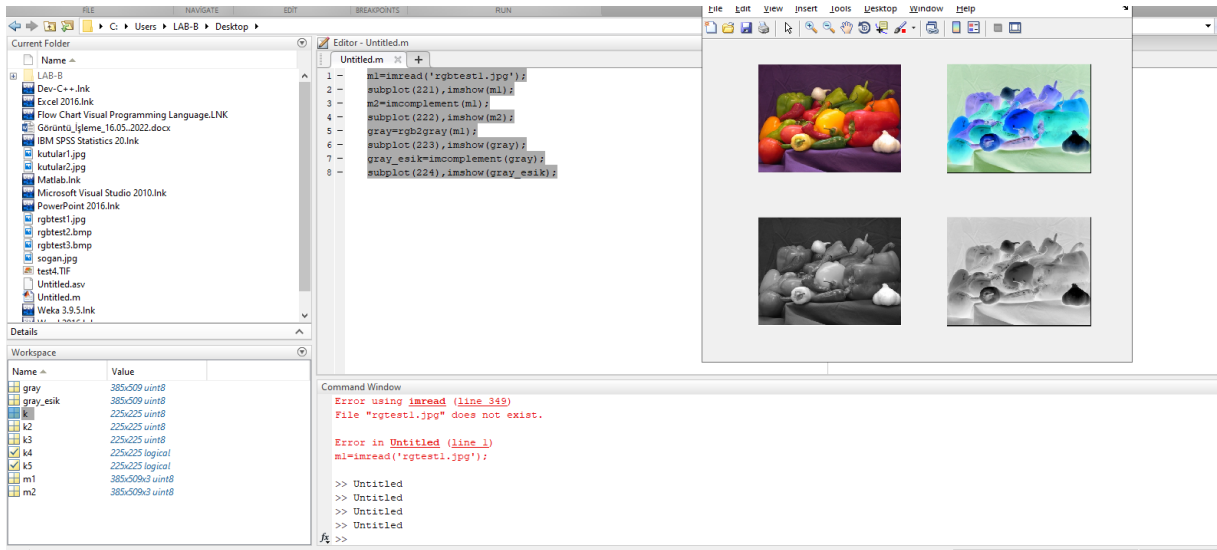 FILE NAVIGATE EDIT BREAKPOINTS RUN
File Edit View Insert Tools Desktop Window Help
C: Users LAB-B Desktop
Current Folder
Name
LAB-B
Dev-C++.lnk
Excel 2016.lnk
Flow Chart Visual Programming Language.LNK
Görüntü_İşleme_16.05..2022.docx
IBM SPSS Statistics 20.lnk
kutular1.jpg
kutular2.jpg
Matlab.lnk
Microsoft Visual Studio 2010.lnk
PowerPoint 2016.lnk
rgbtest1.jpg
rgbtest2.bmp
rgbtest3.bmp
sogan.jpg
test4.TIF
Untitled.asv
Untitled.m
Weka 3.9.5.lnk
Details
Workspace
Name Value
gray 385x509 uint8
gray_esik 385x509 uint8
k 225x225 uint8
k2 225x225 uint8
k3 225x225 uint8
k4 225x225 logical
k5 225x225 logical
m1 385x509x3 uint8
m2 385x509x3 uint8
Editor - Untitled.m
Untitled.m
1 - m1=imread('rgbtest1.jpg');
2 - subplot(221),imshow(m1);
3 - m2=imcomplement(m1);
4 - subplot(222),imshow(m2);
5 - gray=rgb2gray(m1);
6 - subplot(223),imshow(gray);
7 - gray_esik=imcomplement(gray);
8 - subplot(224),imshow(gray_esik);
Command Window
Error using imread (line 349)
File "rgtest1.jpg" does not exist.
Error in Untitled (line 1)
m1=imread('rgtest1.jpg');
>> Untitled
>> Untitled
>> Untitled
>> Untitled
fx >>